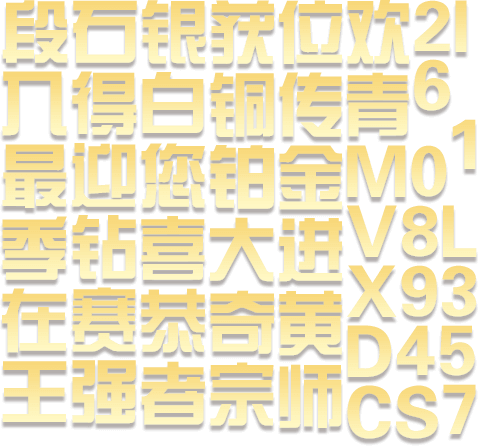 段石银获位欢2I
入得白铜传青6
最迎您铂金M01
季钻喜大进V8L
在赛恭奇黄X93
王强者宗师D45
CS7